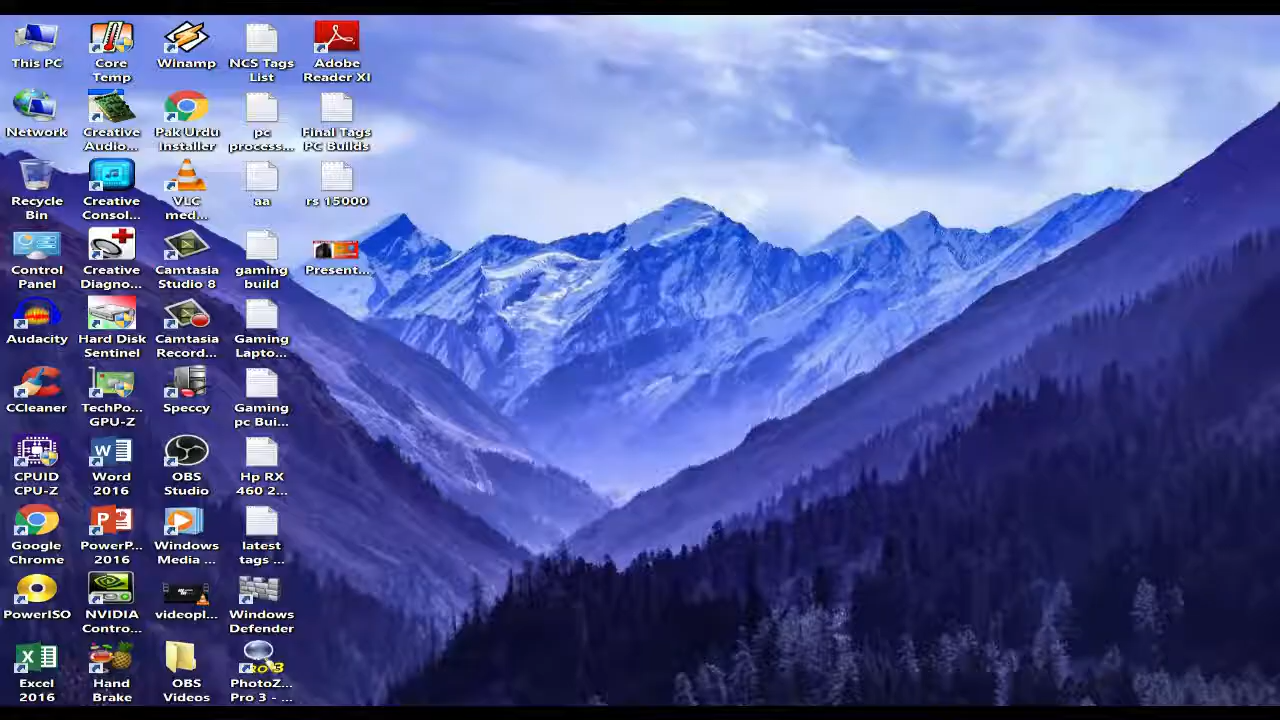 This PC
Core
Temp
Winamp
NCS Tags
List
Adobe
Reader XI
Network
Creative
Audio...
Pak Urdu
Installer
pc
process...
Final Tags
PC Builds
Recycle
Bin
Creative
Consol...
VLC
med...
aa
rs 15000
Control
Panel
Creative
Diagno...
Camtasia
Studio 8
gaming
build
Present...
Audacity
Hard Disk
Sentinel
Camtasia
Record...
Gaming
Lapto...
CCleaner
TechPo...
GPU-Z
Speccy
Gaming
pc Bui...
CPUID
CPU-Z
Word
2016
OBS
Studio
Hp RX
460 2...
Google
Chrome
PowerP...
2016
Windows
Media ...
latest
tags ...
PowerISO
NVIDIA
Contro...
videopl...
Windows
Defender
Excel
2016
Hand
Brake
OBS
Videos
PhotoZ...
Pro 3 - ...